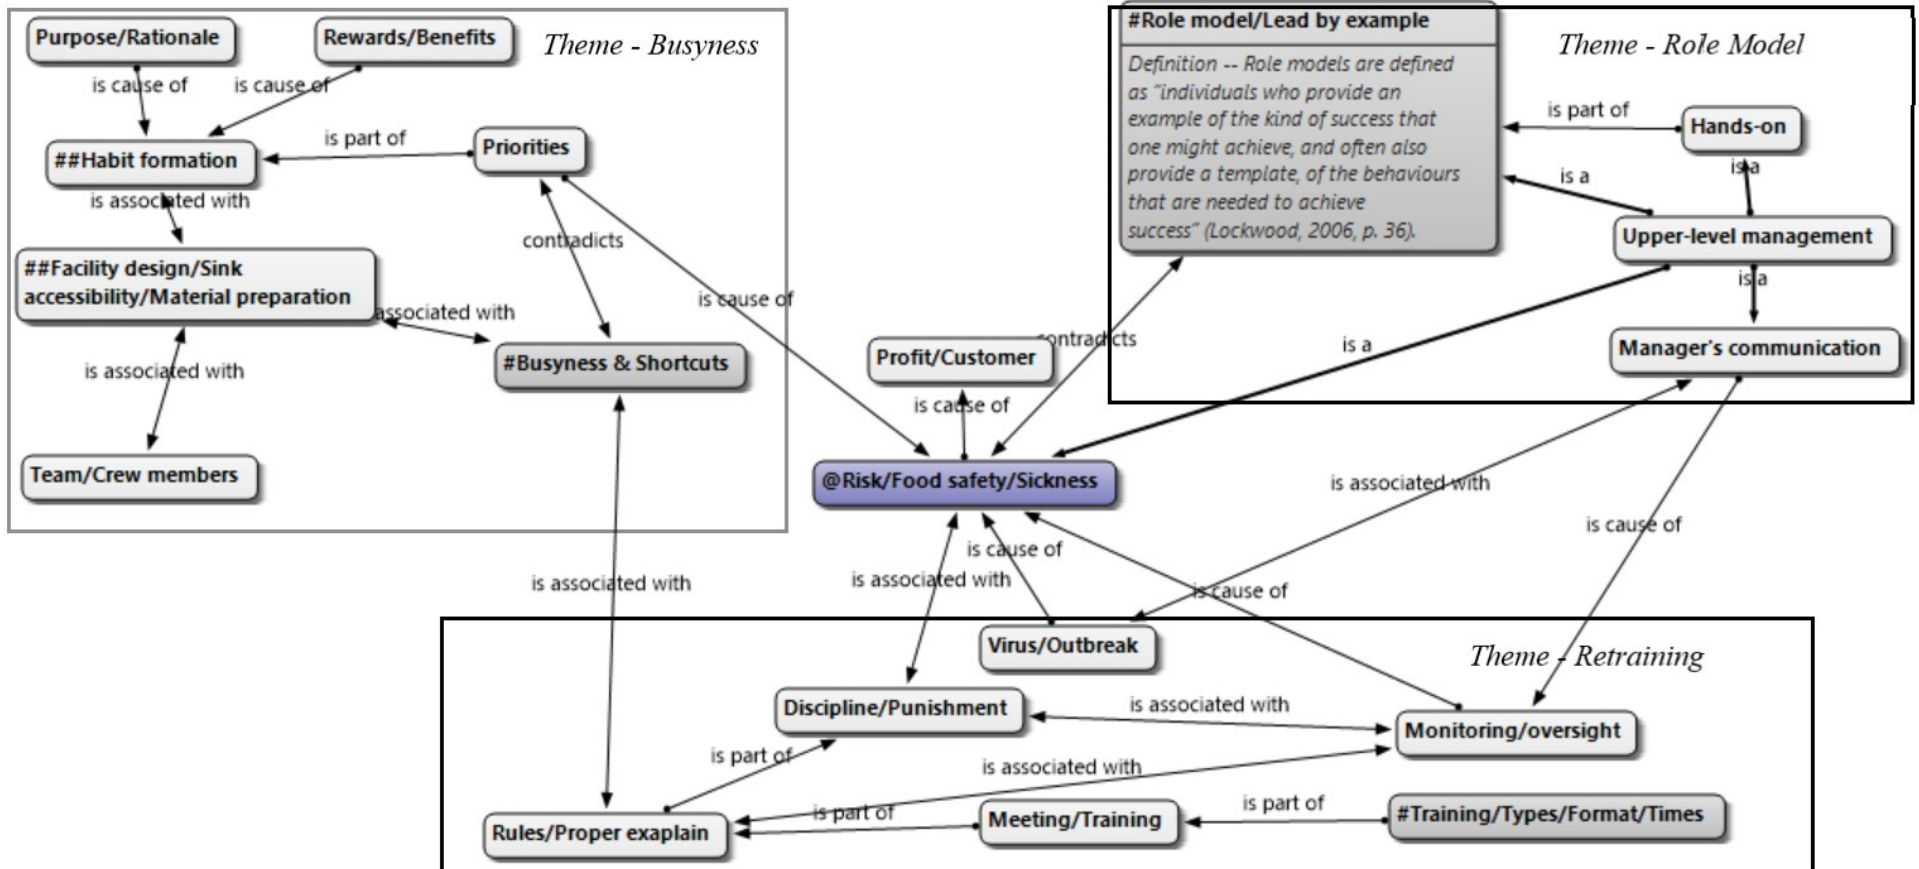 Purpose/Rationale
Rewards/Benefits
Theme - Busyness
is cause of
is cause of
##Habit formation
is part of
Priorities
is associated with
contradicts
##Facility design/Sink
accessibility/Material preparation
associated with
#Busyness & Shortcuts
is associated with
Team/Crew members
is cause of
#Role model/Lead by example
Definition -- Role models are defined
as “individuals who provide an
example of the kind of success that
one might achieve, and often also
provide a template, of the behaviours
that are needed to achieve
success” (Lockwood, 2006, p. 36).
Theme - Role Model
is part of
Hands-on
is a
is a
Upper-level management
is a
Manager's communication
contradicts
is a
Profit/Customer
is cause of
@Risk/Food safety/Sickness
is associated with
is cause of
is cause of
is associated with
is associated with
is cause of
Virus/Outbreak
Theme - Retraining
Discipline/Punishment
is associated with
Monitoring/oversight
is part of
is associated with
Rules/Proper exaplain
is part of
Meeting/Training
is part of
#Training/Types/Format/Times